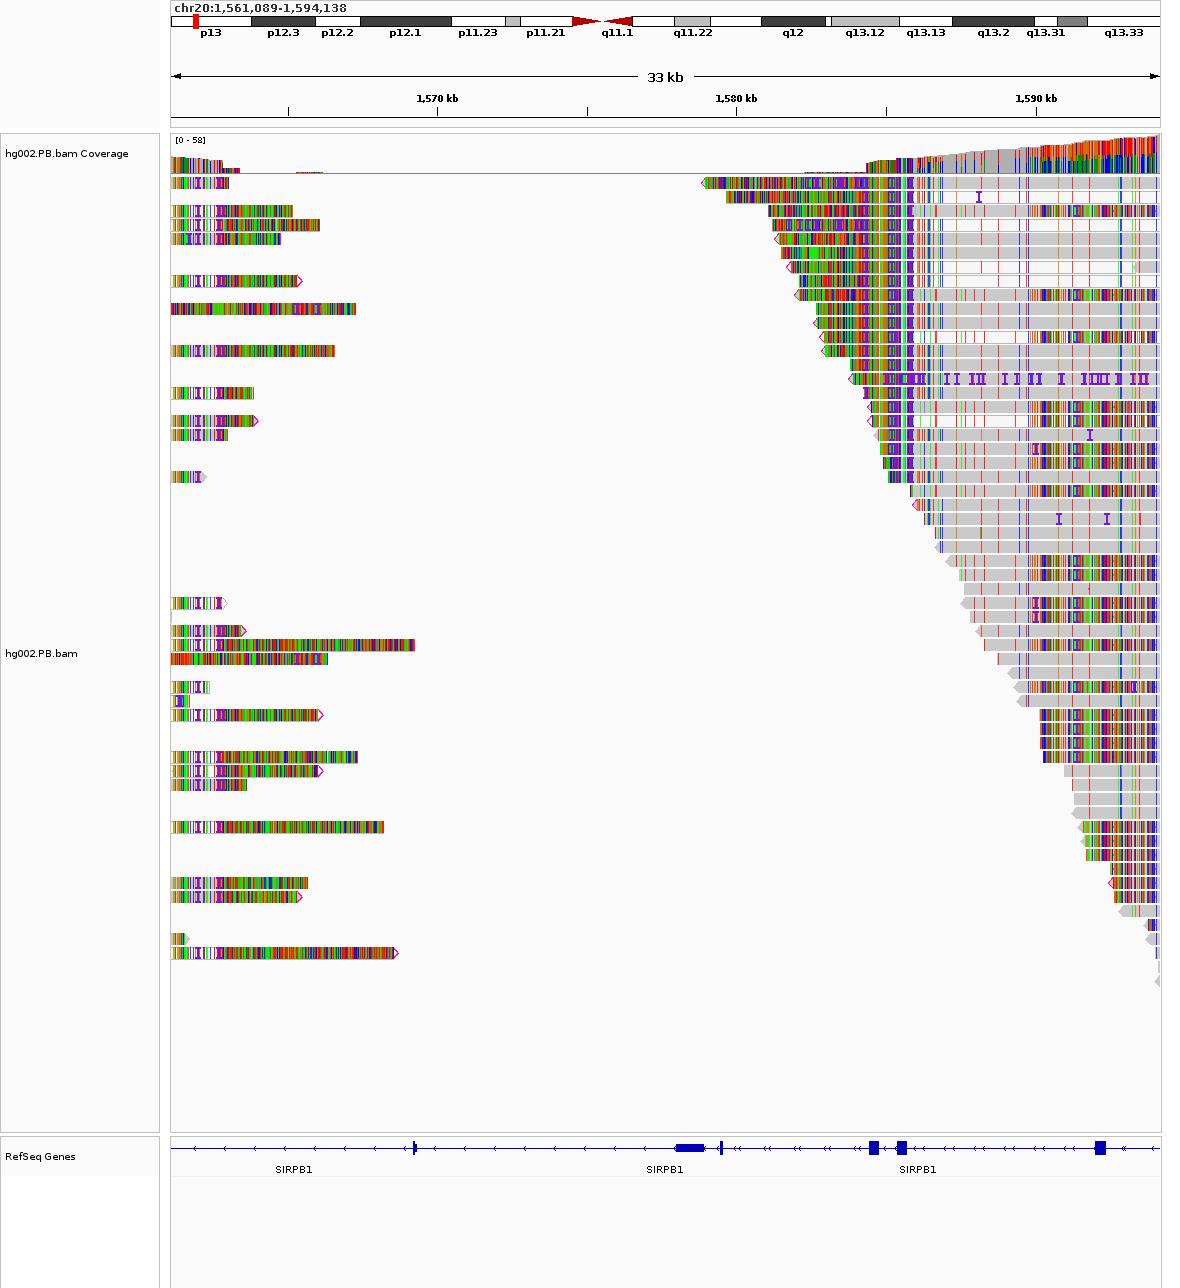 chr20:1,561,089-1,594,138
p13 p12.3 p12.2 p12.1 p11.23 p11.21 q11.1 q11.22 q12 q13.12 q13.13 q13.2 q13.31 q13.33
33 kb
1,570 kb 1,580 kb 1,590 kb
[0 - 58]
hg002.PB.bam Coverage
hg002.PB.bam
RefSeq Genes
SIRPB1 SIRPB1 SIRPB1